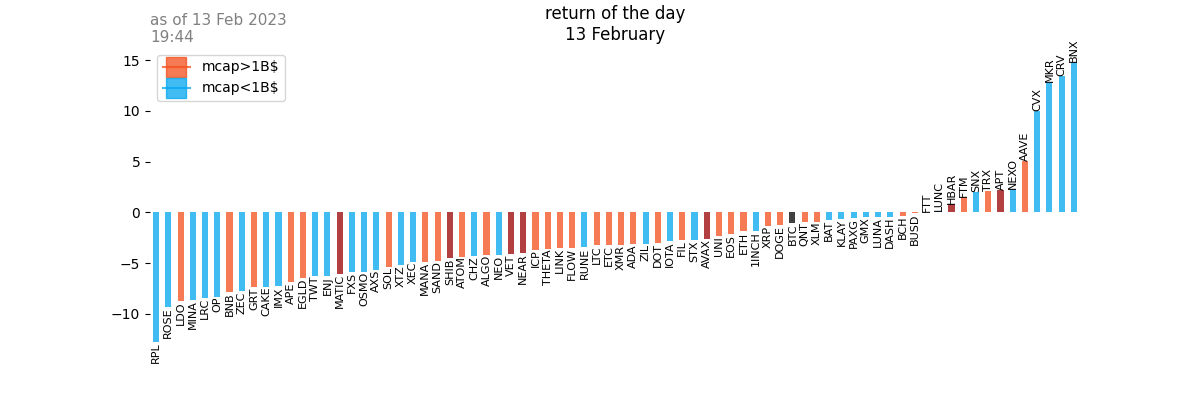 as of 13 Feb 2023
19:44
return of the day
13 February
mcap>1B$
mcap<1B$
15
10
5
0
−5
−10
RPL
ROSE
LDO
MINA
LRC
OP
BNB
ZEC
GRT
CAKE
IMX
APE
EGLD
TWT
ENJ
MATIC
FXS
OSMO
AXS
SOL
XTZ
XEC
MANA
SAND
SHIB
ATOM
CHZ
ALGO
NEO
VET
NEAR
ICP
THETA
LINK
FLOW
RUNE
LTC
ETC
XMR
ADA
ZIL
DOT
IOTA
FIL
STX
AVAX
UNI
EOS
ETH
1INCH
XRP
DOGE
BTC
QNT
XLM
BAT
KLAY
PAXG
GMX
LUNA
DASH
BCH
BUSD
FTT
LUNC
HBAR
FTM
SNX
TRX
APT
NEXO
AAVE
CVX
MKR
CRV
BNX